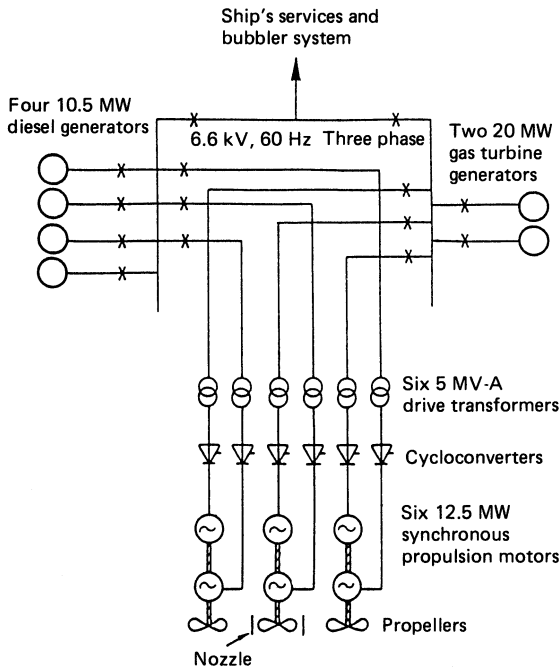 Ship's services and
bubbler system
Four 10.5 MW
diesel generators
6.6 kV, 60 Hz Three phase
Two 20 MW
gas turbine
generators
Six 5 MV-A
drive transformers
Cycloconverters
Six 12.5 MW
synchronous
propulsion motors
Propellers
Nozzle